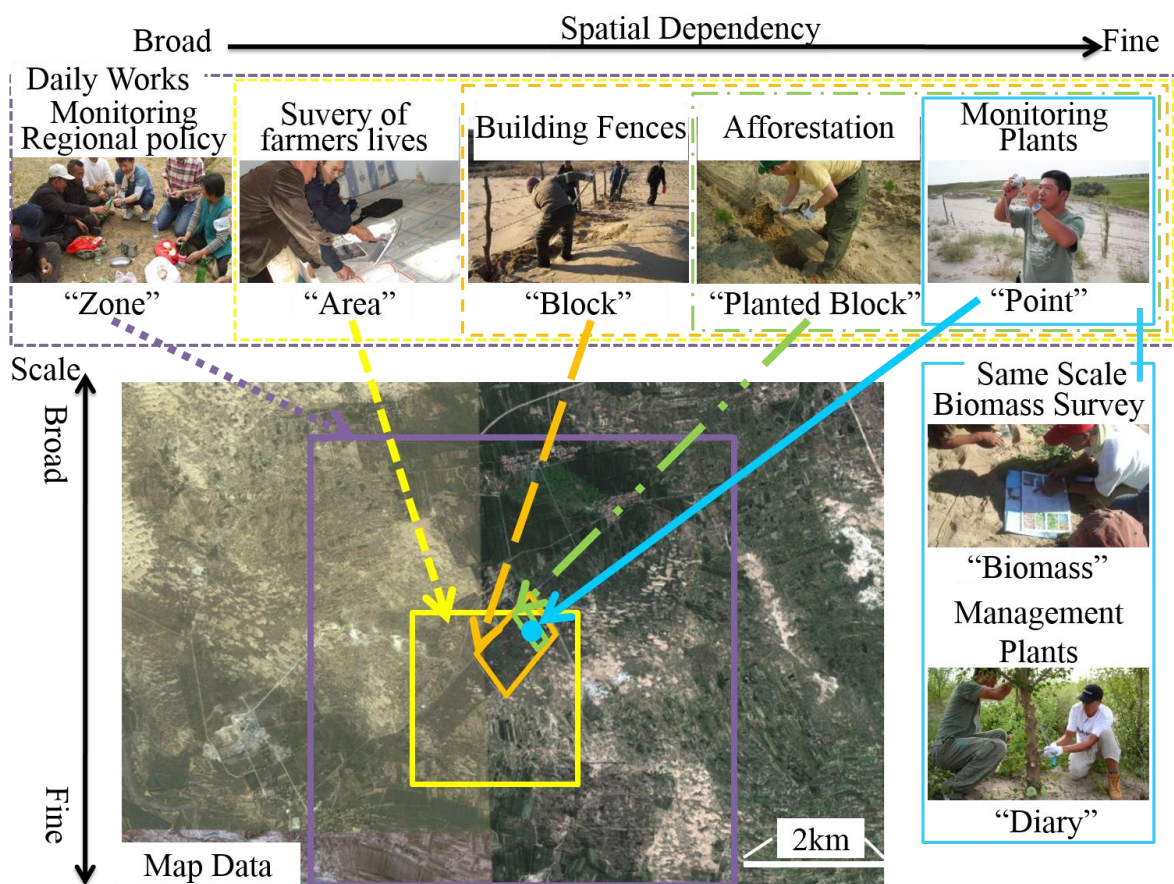 Spatial Dependency
Broad
Fine
Daily Works
Monitoring
Regional policy
"Zone"
Suvery of
farmers lives
"Area"
Building Fences
"Block"
Afforestation
"Planted Block"
Monitoring
Plants
"Point"
Scale
Broad
Fine
Map Data
2km
Same Scale
Biomass Survey
"Biomass"
Management
Plants
"Diary"